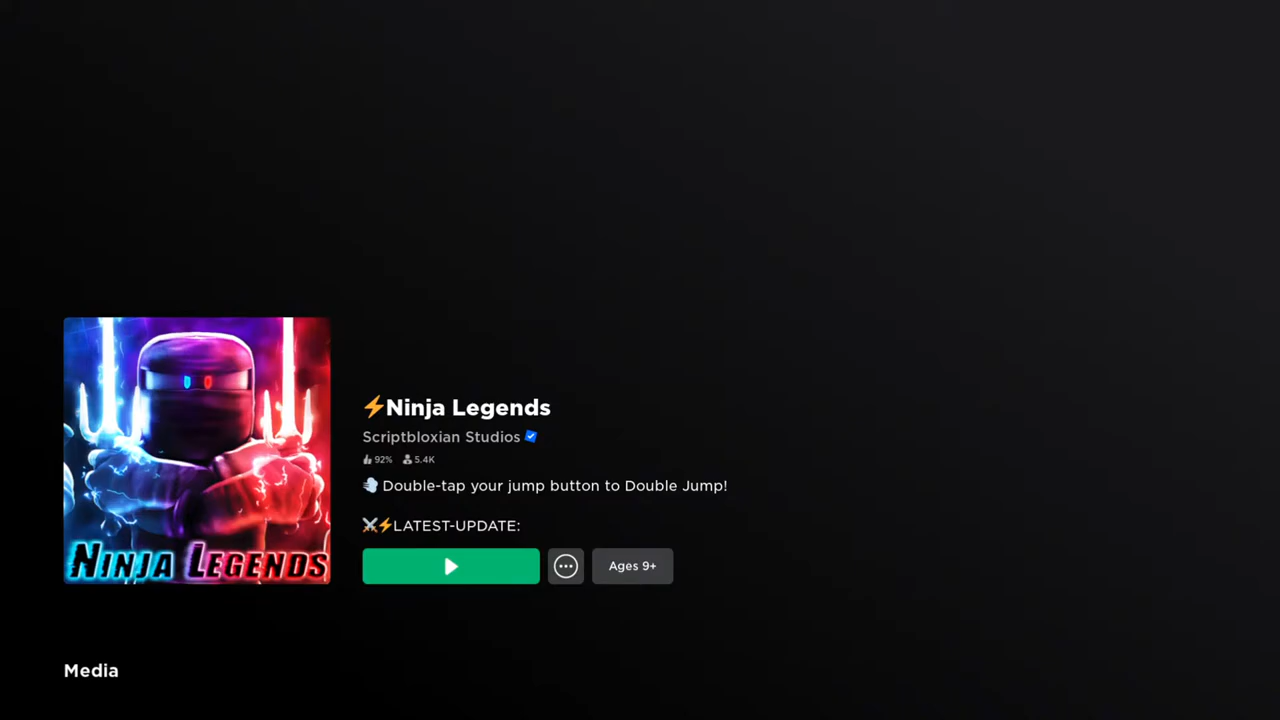 NINJA LEGENDS
⚡Ninja Legends
Scriptbloxian Studios
92% 5.4K
💨 Double-tap your jump button to Double Jump!
⚔️⚡LATEST-UPDATE:
Ages 9+
Media